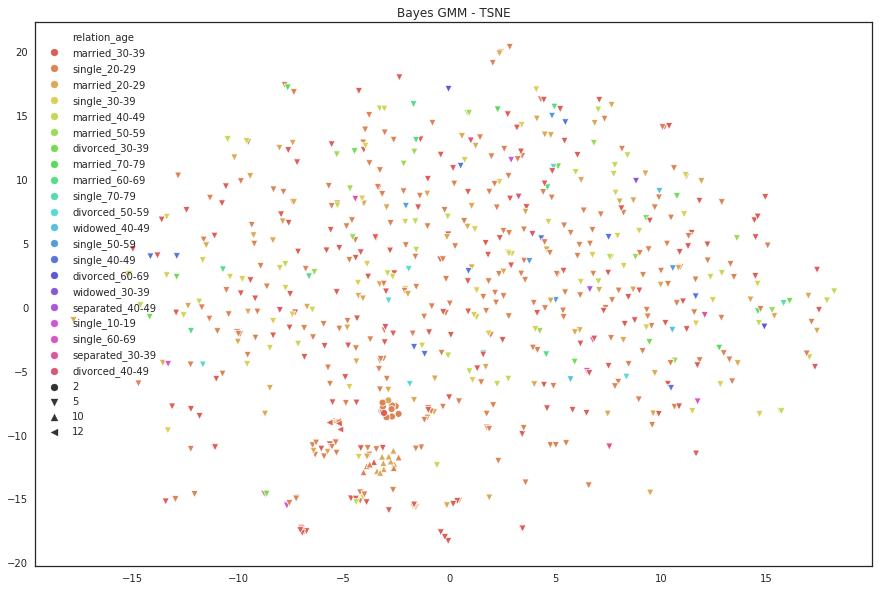 Bayes GMM - TSNE
relation_age
married_30-39
single_20-29
married_20-29
single_30-39
married_40-49
married_50-59
divorced_30-39
married_70-79
married_60-69
single_70-79
divorced_50-59
widowed_40-49
single_50-59
single_40-49
divorced_60-69
widowed_30-39
separated_40-49
single_10-19
single_60-69
separated_30-39
divorced_40-49
2
5
10
12
20
15
10
5
0
−5
−10
−15
−20
−15
−10
−5
0
5
10
15